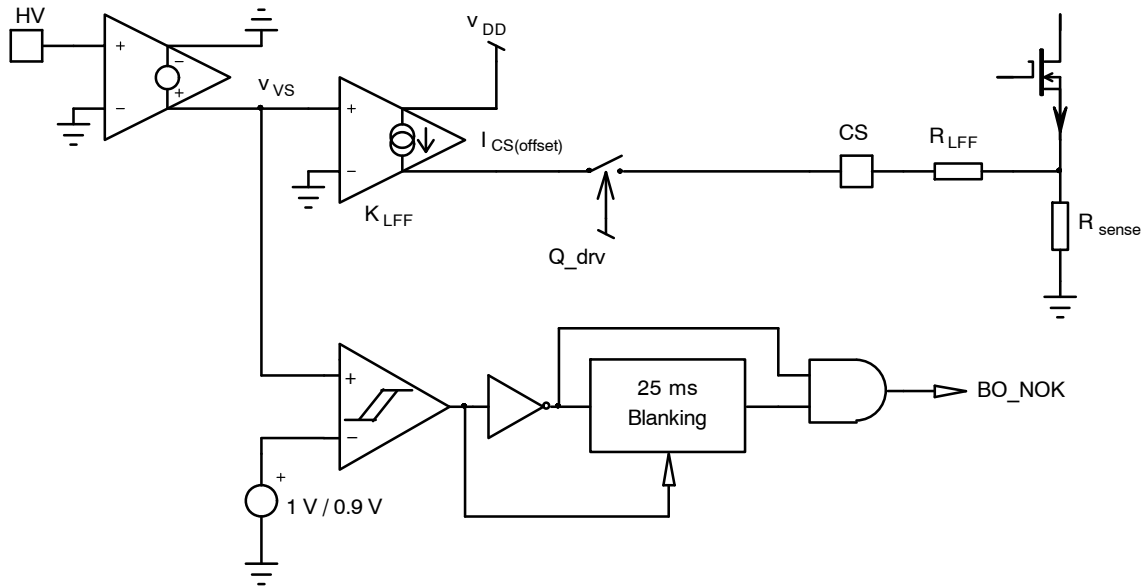 HV
v DD
v VS
I CS(offset)
K LFF
Q_drv
CS
R LFF
R sense
25 ms
Blanking
BO_NOK
1 V / 0.9 V